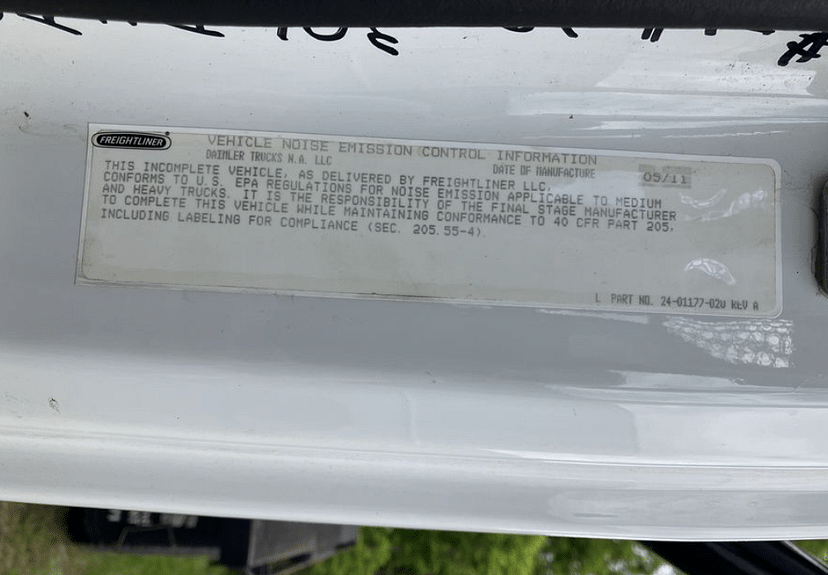 FREIGHTLINER
VEHICLE NOISE EMISSION CONTROL INFORMATION
DAIMLER TRUCKS N.A. LLC DATE OF MANUFACTURE 05/11
THIS INCOMPLETE VEHICLE, AS DELIVERED BY FREIGHTLINER LLC,
CONFORMS TO U.S. EPA REGULATIONS FOR NOISE EMISSION APPLICABLE TO MEDIUM
AND HEAVY TRUCKS. IT IS THE RESPONSIBILITY OF THE FINAL STAGE MANUFACTURER
TO COMPLETE THIS VEHICLE WHILE MAINTAINING CONFORMANCE TO 40 CFR PART 205,
INCLUDING LABELING FOR COMPLIANCE (SEC. 205.55-4).
L PART NO. 24-01177-020 REV A